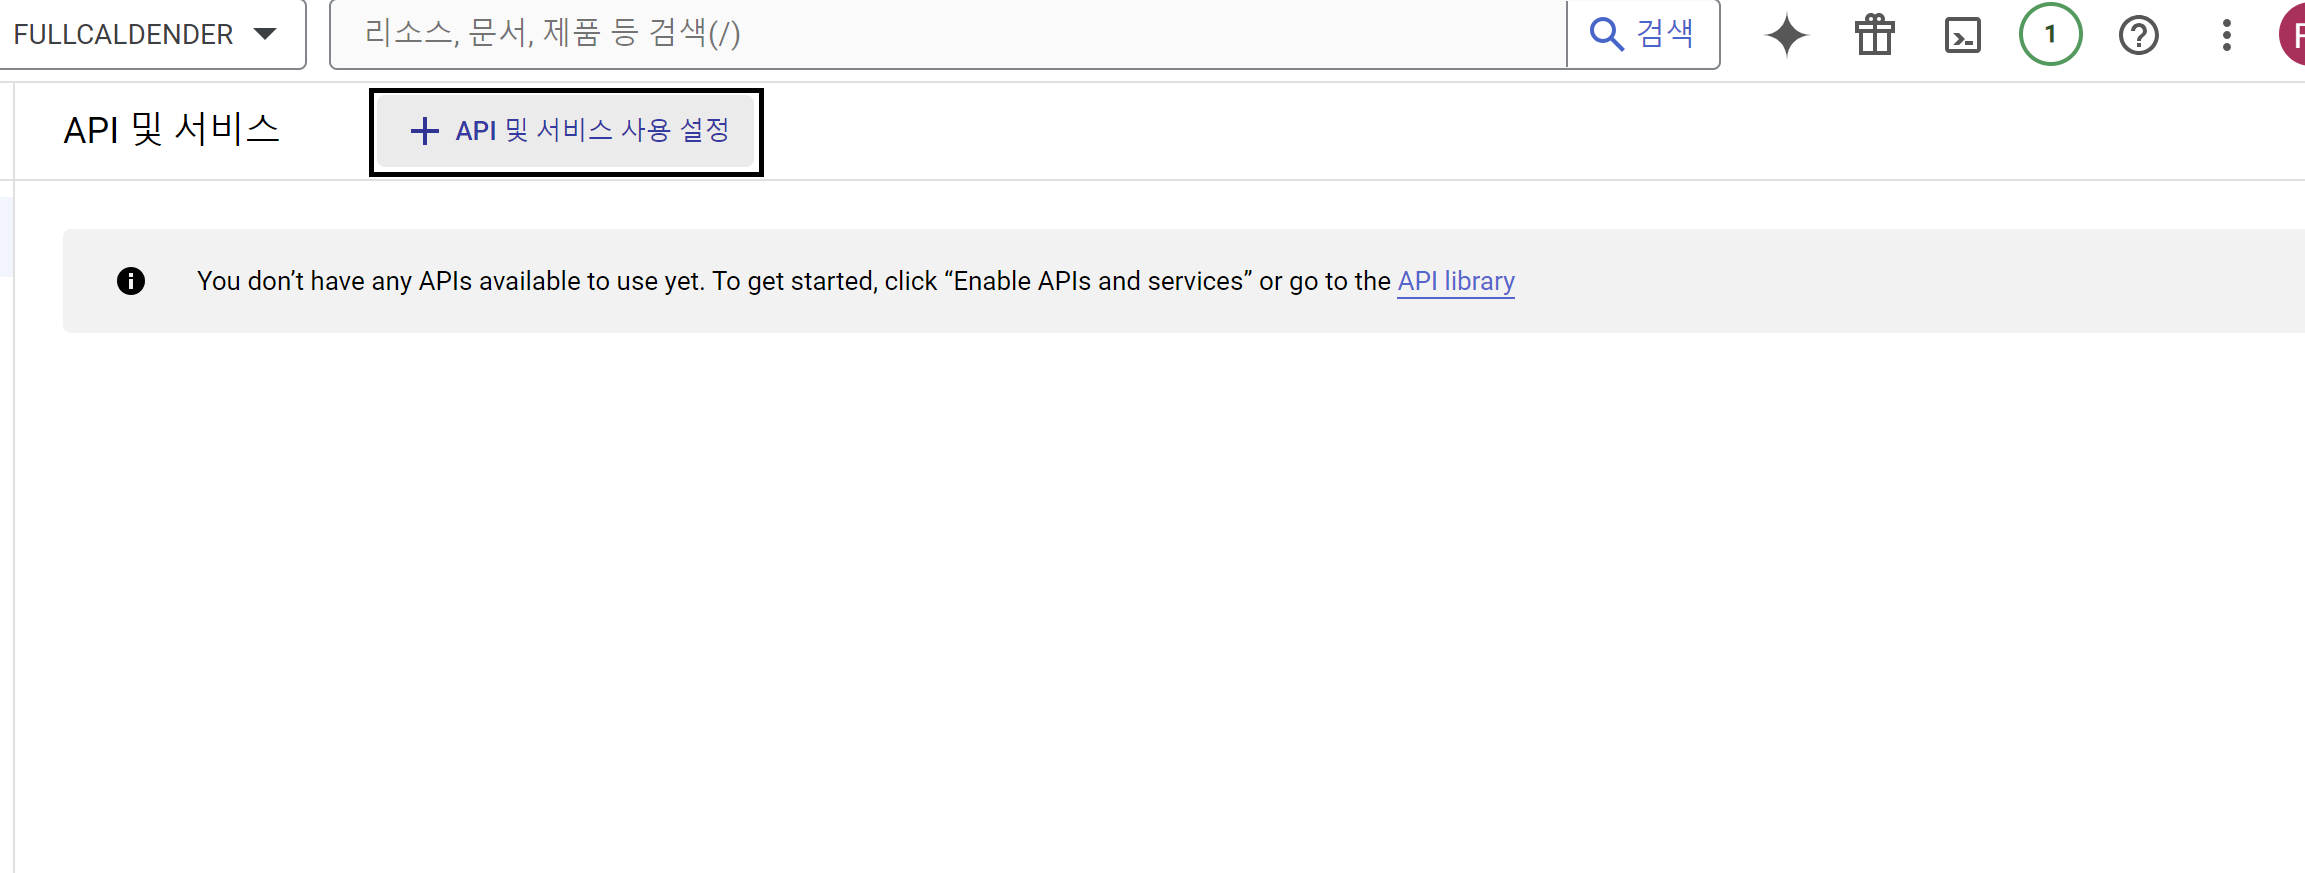 FULLCALDENDER
리소스, 문서, 제품 등 검색(/)
검색
1
API 및 서비스
API 및 서비스 사용 설정
You don’t have any APIs available to use yet. To get started, click “Enable APIs and services” or go to the API library